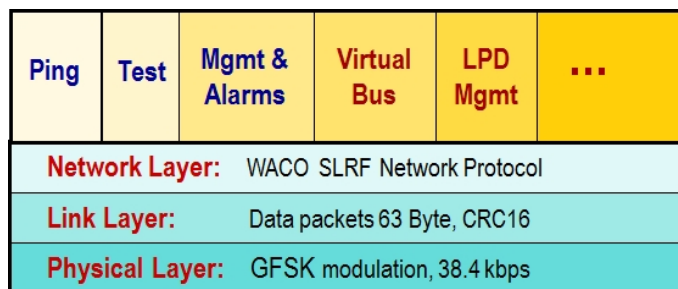 Ping
Test
Mgmt &
Alarms
Virtual
Bus
LPD
Mgmt
...
Network Layer: WACO SLRF Network Protocol
Link Layer: Data packets 63 Byte, CRC16
Physical Layer: GFSK modulation, 38.4 kbps